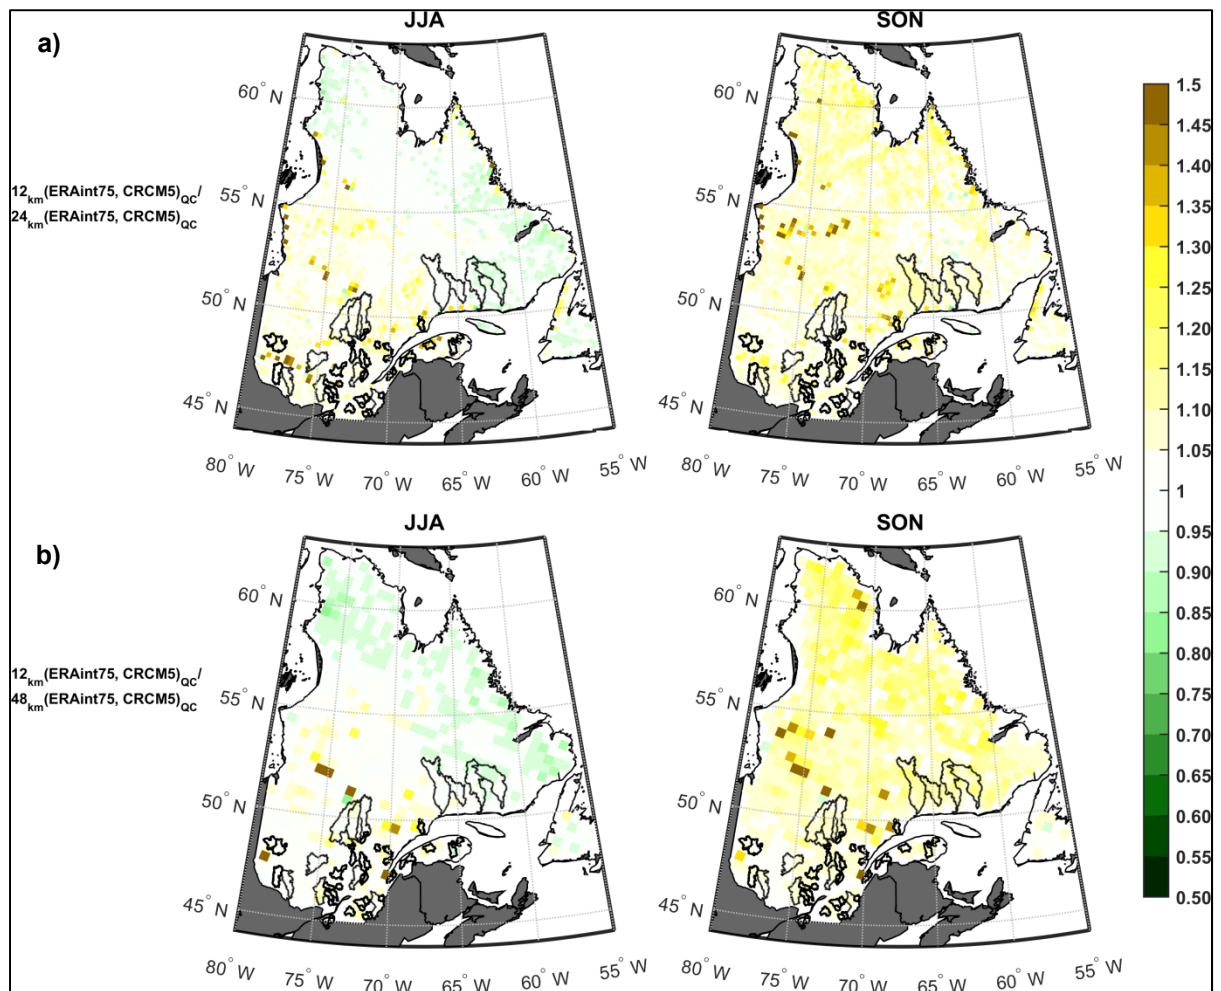 JJA
SON
a)
60° N
55° N
50° N
45° N
80° W
75° W
70° W
65° W
60° W
55° W
60° N
55° N
50° N
45° N
80° W
75° W
70° W
65° W
60° W
55° W
12km(ERAint75, CRCM5)QC/
24km(ERAint75, CRCM5)QC
1.5
1.45
1.40
1.35
1.30
1.25
1.20
1.15
1.10
1.05
1
0.95
0.90
0.85
0.80
0.75
0.70
0.65
0.60
0.55
0.50
JJA
SON
b)
60° N
55° N
50° N
45° N
80° W
75° W
70° W
65° W
60° W
55° W
60° N
55° N
50° N
45° N
80° W
75° W
70° W
65° W
60° W
55° W
12km(ERAint75, CRCM5)QC/
48km(ERAint75, CRCM5)QC